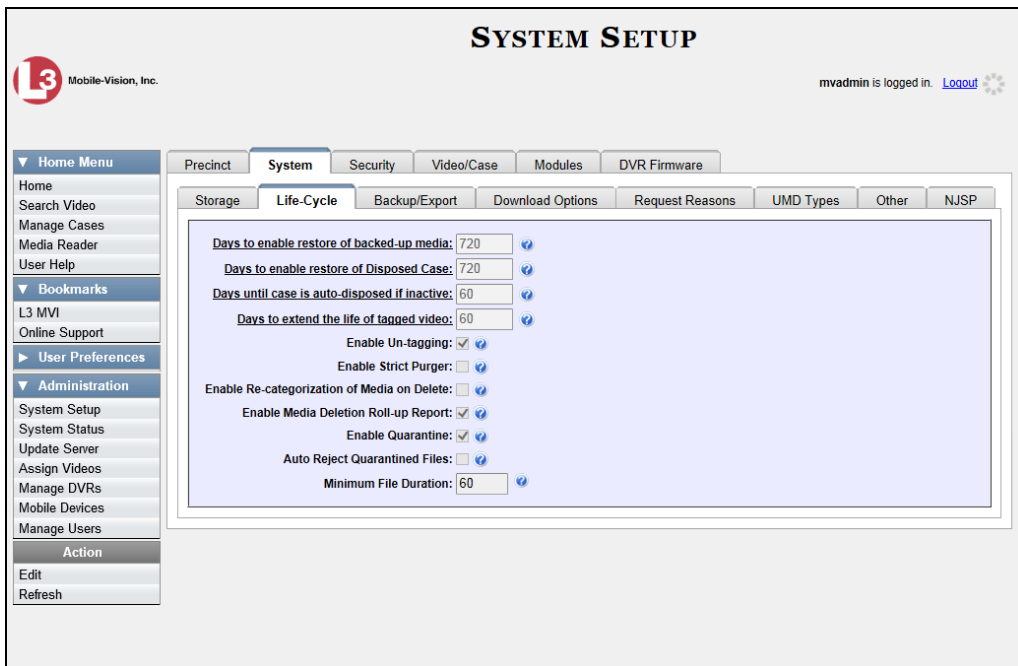 SYSTEM SETUP
L3 Mobile-Vision, Inc.
mvadmin is logged in. Logout
▼ Home Menu
Home
Search Video
Manage Cases
Media Reader
User Help
▼ Bookmarks
L3 MVI
Online Support
▶ User Preferences
▼ Administration
System Setup
System Status
Update Server
Assign Videos
Manage DVRs
Mobile Devices
Manage Users
Action
Edit
Refresh
Precinct System Security Video/Case Modules DVR Firmware
Storage Life-Cycle Backup/Export Download Options Request Reasons UMD Types Other NJSP
Days to enable restore of backed-up media: 720 ?
Days to enable restore of Disposed Case: 720 ?
Days until case is auto-disposed if inactive: 60 ?
Days to extend the life of tagged video: 60 ?
Enable Un-tagging: ✓ ?
Enable Strict Purger: ?
Enable Re-categorization of Media on Delete: ?
Enable Media Deletion Roll-up Report: ✓ ?
Enable Quarantine: ✓ ?
Auto Reject Quarantined Files: ?
Minimum File Duration: 60 ?